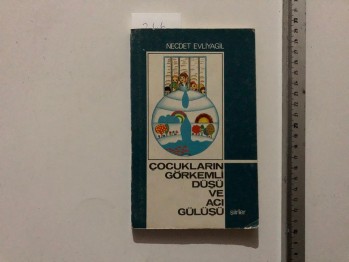 NECDET EVLİYAGİL
ÇOCUKLARIN
GÖRKEMLİ
DÜŞÜ
VE
ACI
GÜLÜŞÜ
şiirler